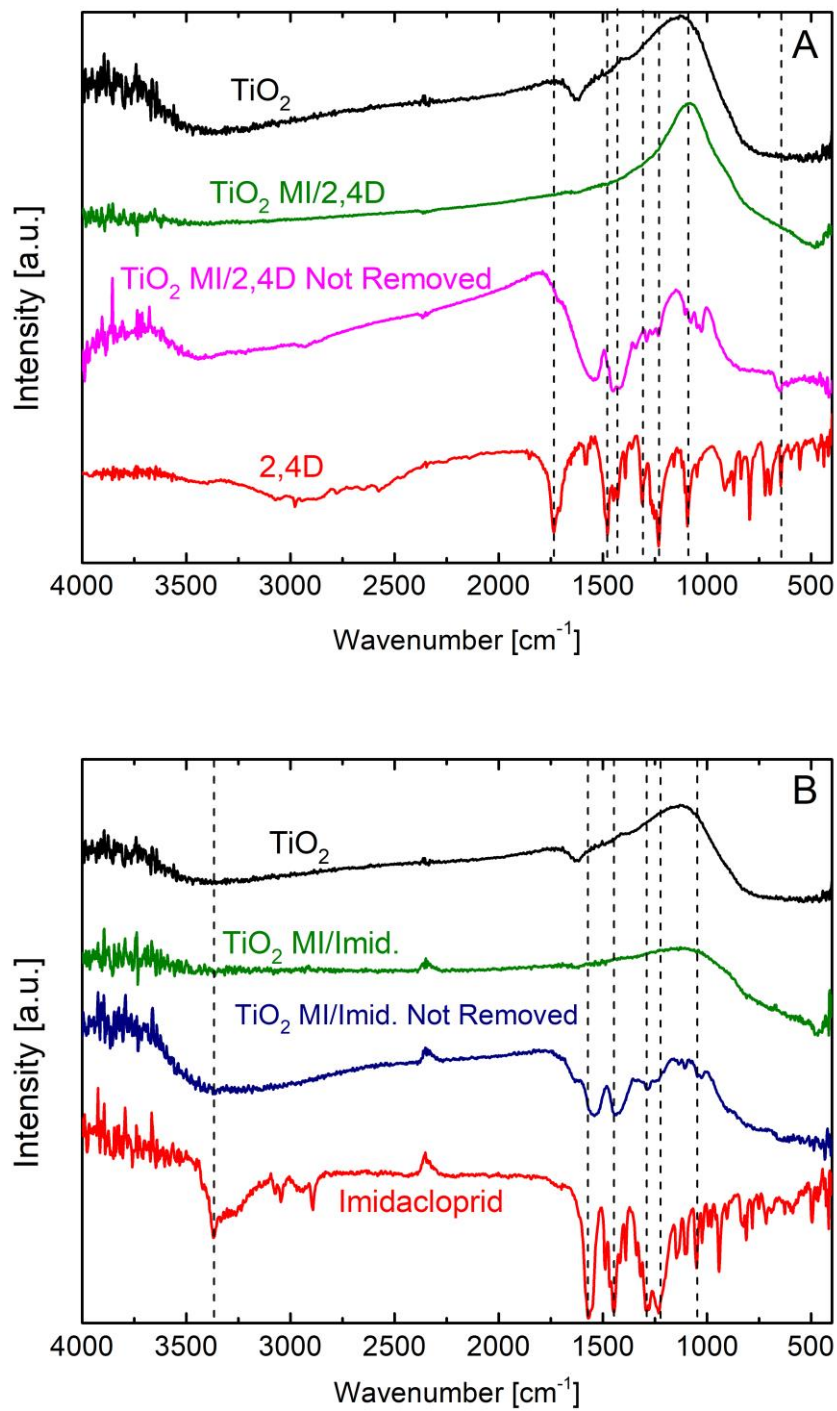 A
TiO₂
TiO₂ MI/2,4D
TiO₂ MI/2,4D Not Removed
2,4D
Intensity [a.u.]
4000 3500 3000 2500 2000 1500 1000 500
Wavenumber [cm⁻¹]
B
TiO₂
TiO₂ MI/Imid.
TiO₂ MI/Imid. Not Removed
Imidacloprid
Intensity [a.u.]
4000 3500 3000 2500 2000 1500 1000 500
Wavenumber [cm⁻¹]